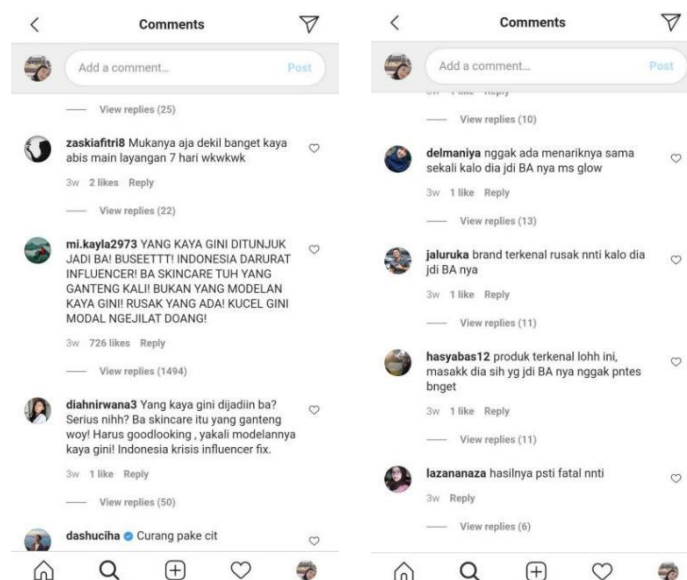 Comments
Add a comment...
Post
View replies (25)
zaskiafitri8 Mukanya aja dekil banget kaya
abis main layangan 7 hari wkwkwk
3w 2 likes Reply
View replies (22)
mi.kayla2973 YANG KAYA GINI DITUNJUK
JADI BA! BUSEETTT! INDONESIA DARURAT
INFLUENCER! BA SKINCARE TUH YANG
GANTENG KALI! BUKAN YANG MODELAN
KAYA GINI! RUSAK YANG ADA! KUCEL GINI
MODAL NGEJILAT DOANG!
3w 726 likes Reply
View replies (1494)
diahnirwana3 Yang kaya gini dijadiin ba?
Serius nihh? Ba skincare itu yang ganteng
woy! Harus goodlooking , yakali modelannya
kaya gini! Indonesia krisis influencer fix.
3w 1 like Reply
View replies (50)
dashuciha Curang pake cit
Comments
Add a comment...
Post
View replies (10)
delmaniya nggak ada menariknya sama
sekali kalo dia jdi BA nya ms glow
3w 1 like Reply
View replies (13)
jaluruka brand terkenal rusak nnti kalo dia
jdi BA nya
3w 1 like Reply
View replies (11)
hasyabas12 produk terkenal lohh ini,
masakk dia sih yg jdi BA nya nggak pntes
bnget
3w 1 like Reply
View replies (11)
lazananaza hasilnya psti fatal nnti
3w Reply
View replies (6)